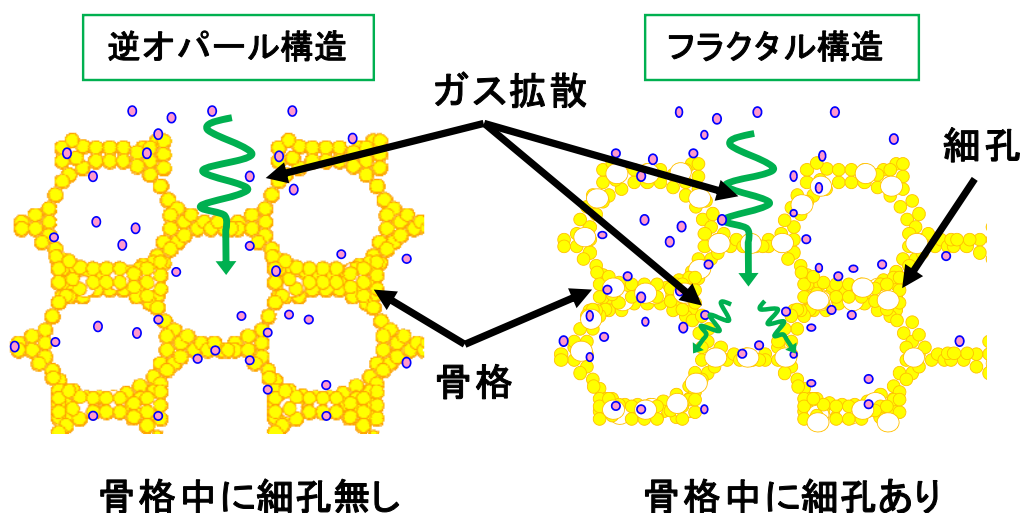 逆オパール構造
フラクタル構造
ガス拡散
細孔
骨格
骨格中に細孔無し
骨格中に細孔あり